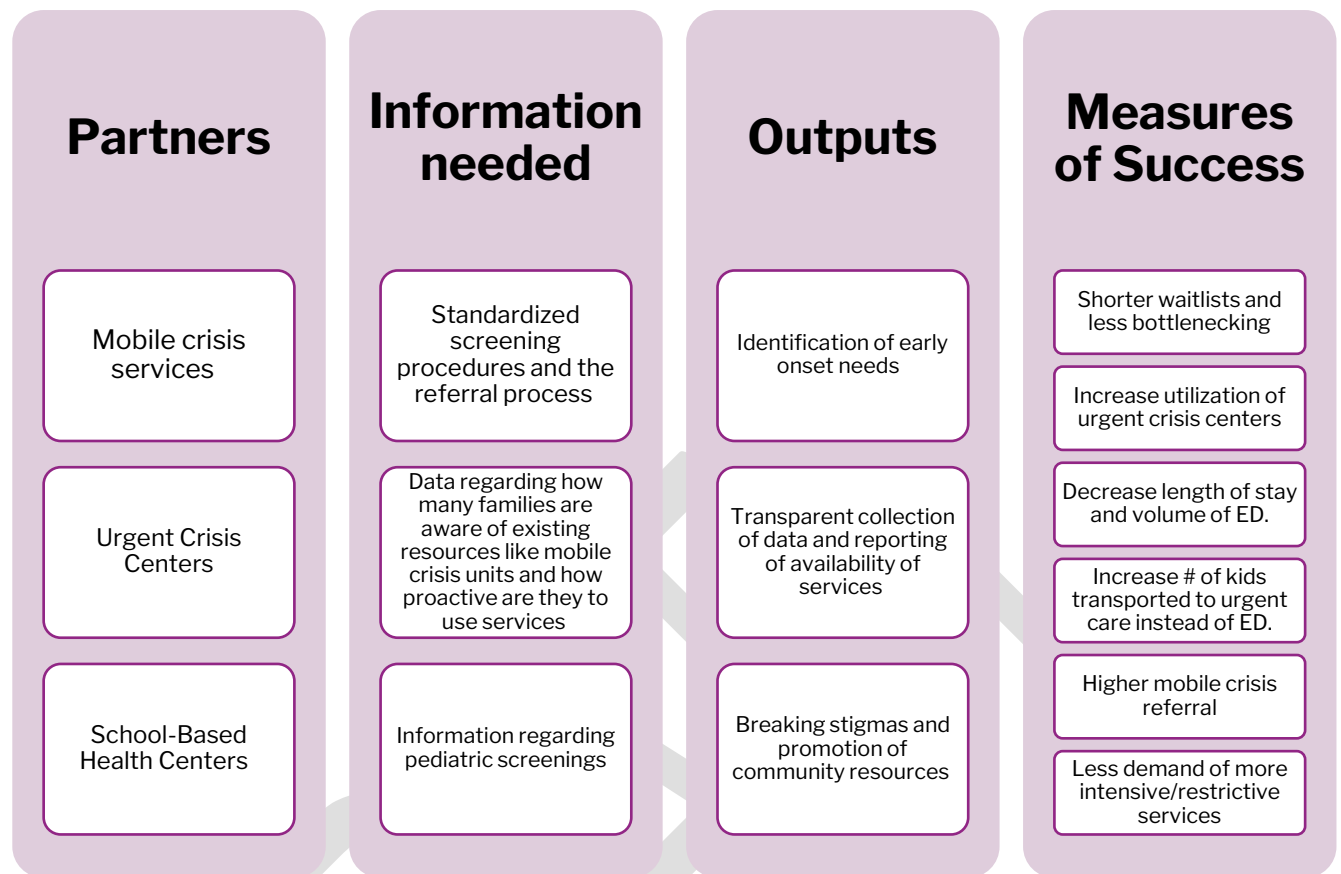 Partners
Mobile crisis
services
Urgent Crisis
Centers
School-Based
Health Centers
Information
needed
Standardized
screening
procedures and the
referral process
Data regarding how
many families are
aware of existing
resources like mobile
crisis units and how
proactive are they to
use services
Information regarding
pediatric screenings
Outputs
Identification of early
onset needs
Transparent collection
of data and reporting
of availability of
services
Breaking stigmas and
promotion of
community resources
Measures
of Success
Shorter waitlists and
less bottlenecking
Increase utilization of
urgent crisis centers
Decrease length of stay
and volume of ED.
Increase # of kids
transported to urgent
care instead of ED.
Higher mobile crisis
referral
Less demand of more
intensive/restrictive
services